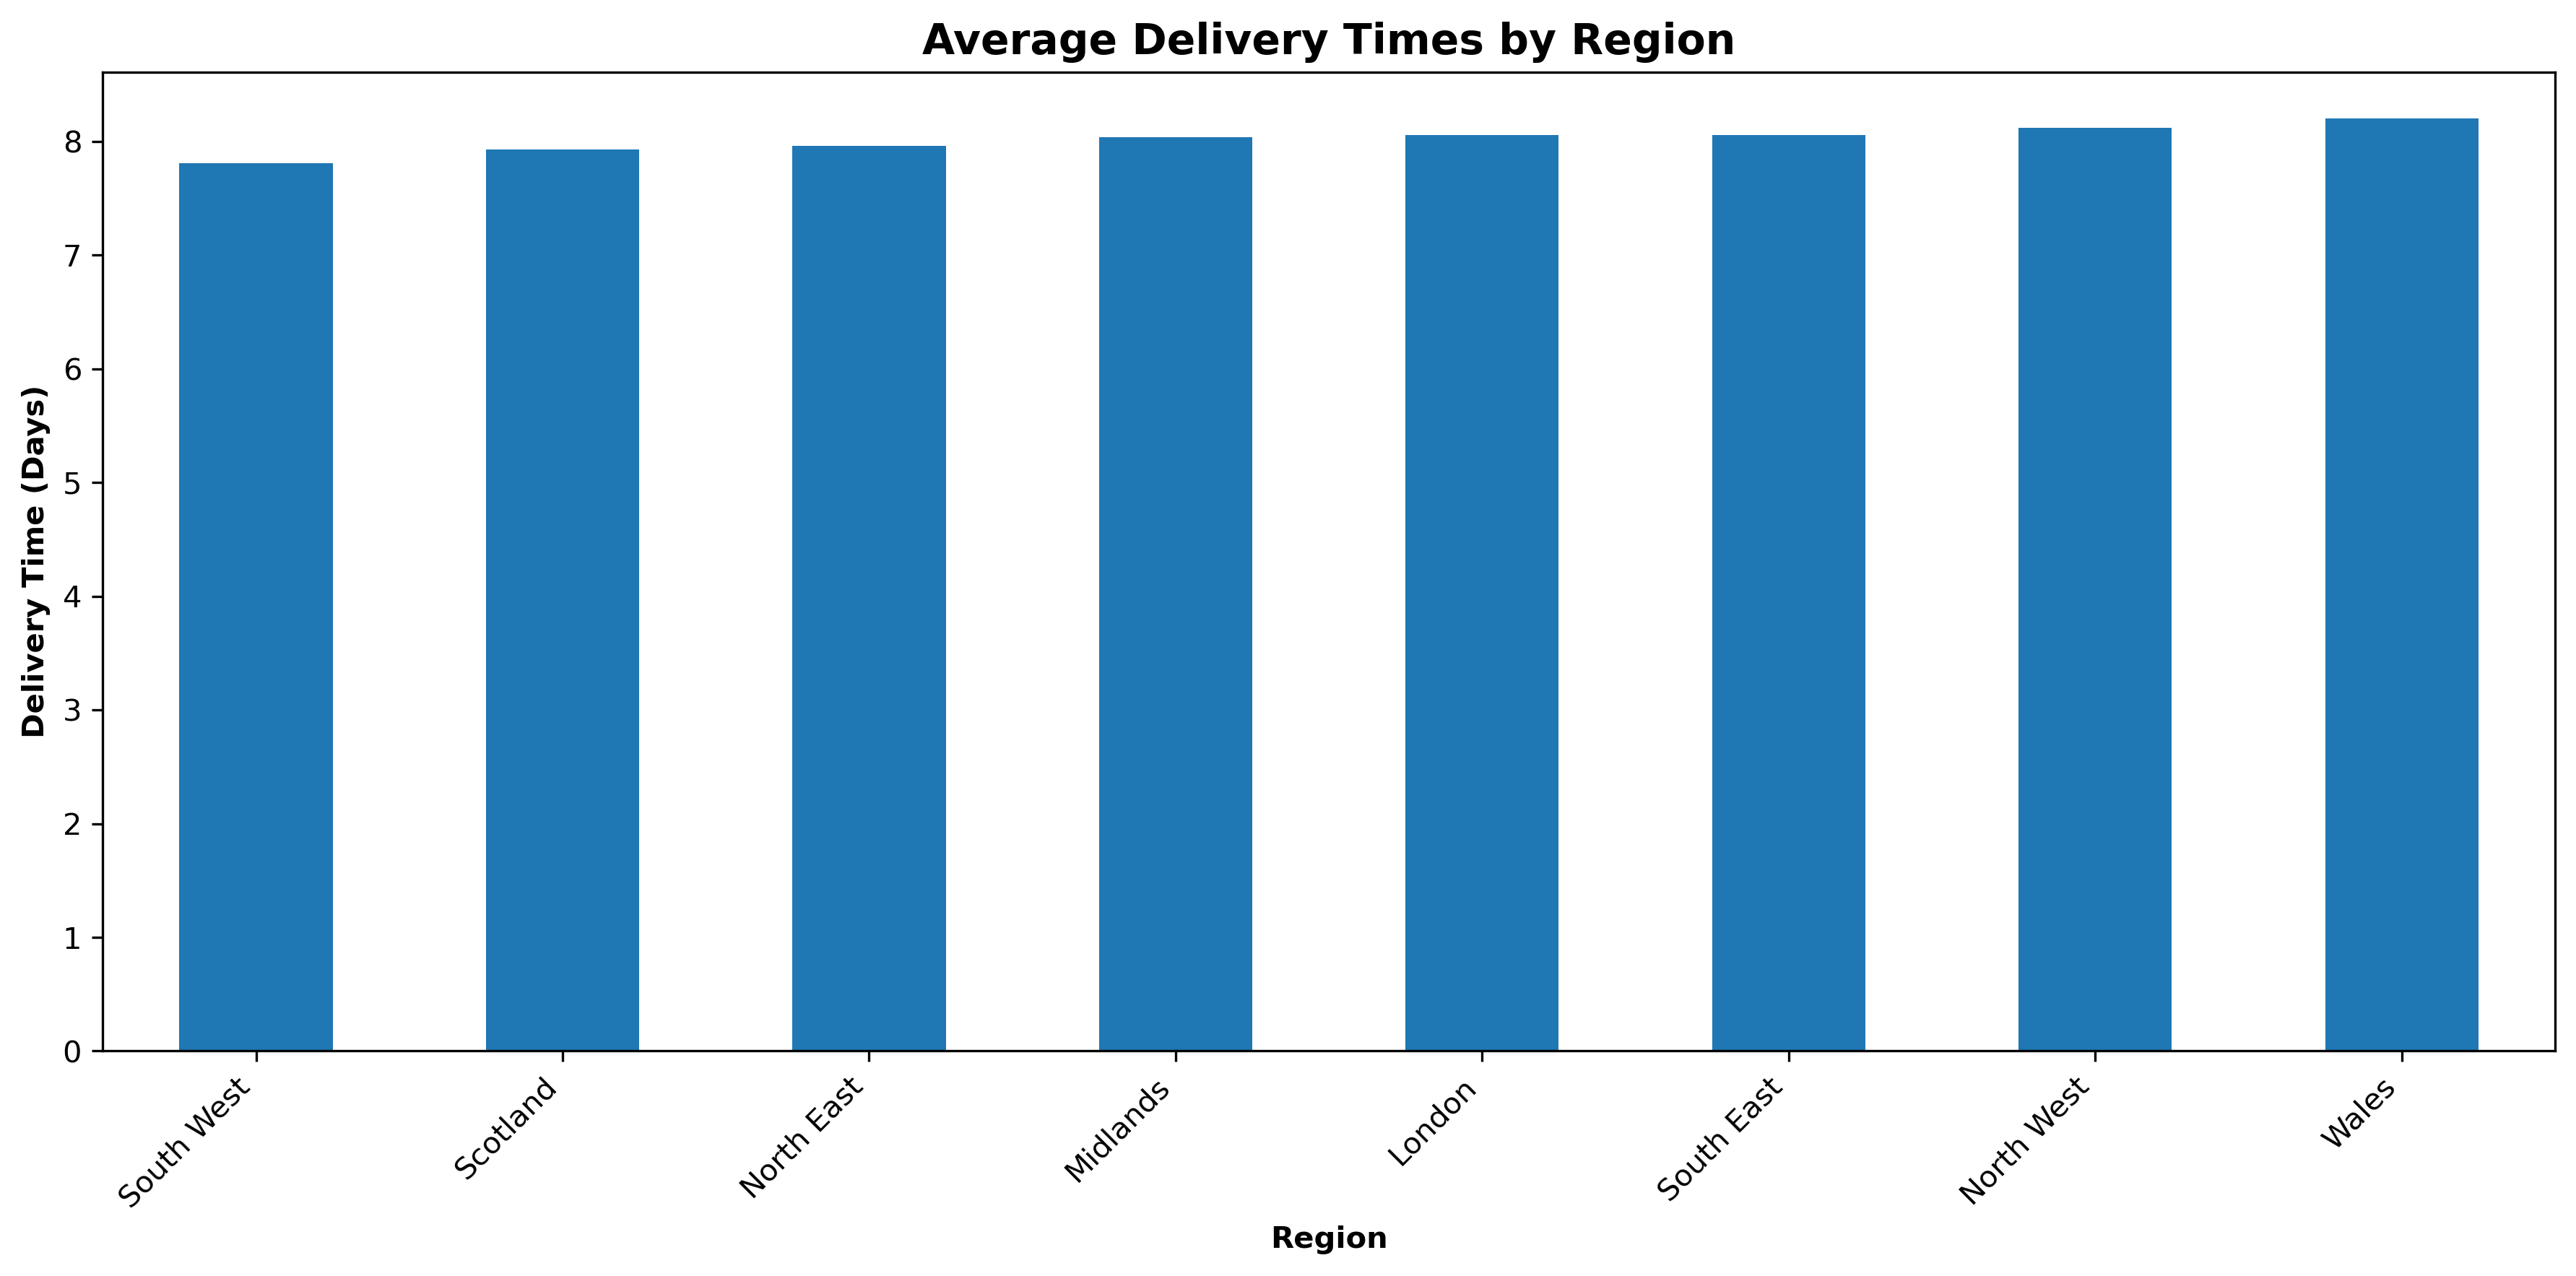 Average Delivery Times by Region
Delivery Time (Days)
8
7
6
5
4
3
2
1
0
South West
Scotland
North East
Midlands
London
South East
North West
Wales
Region